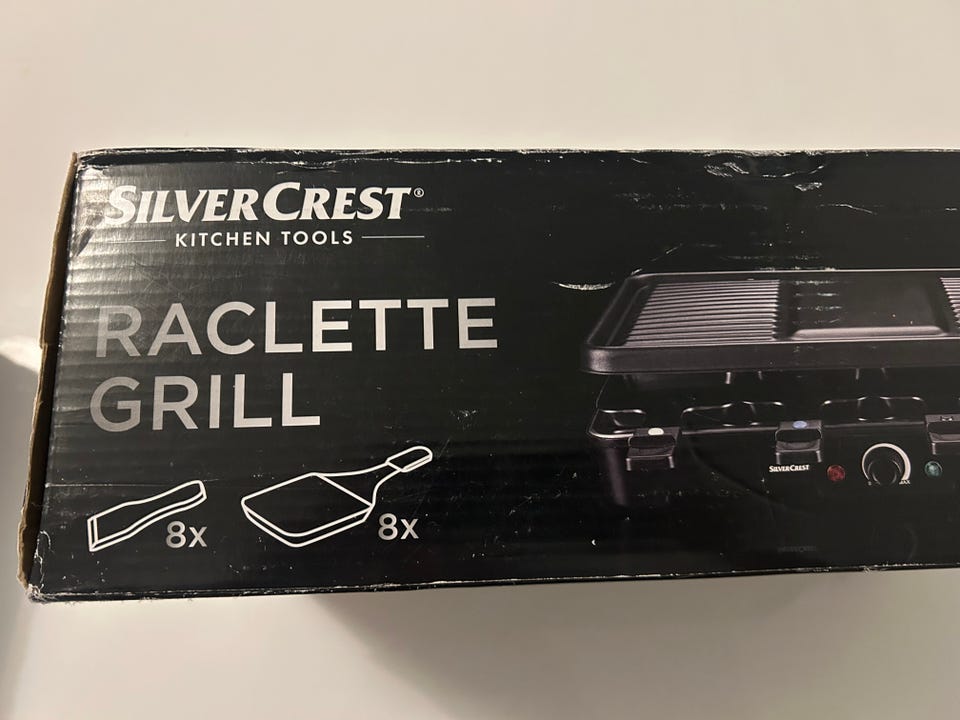 SILVERCREST®
KITCHEN TOOLS
RACLETTE
GRILL
8x
8x
SILVERCREST